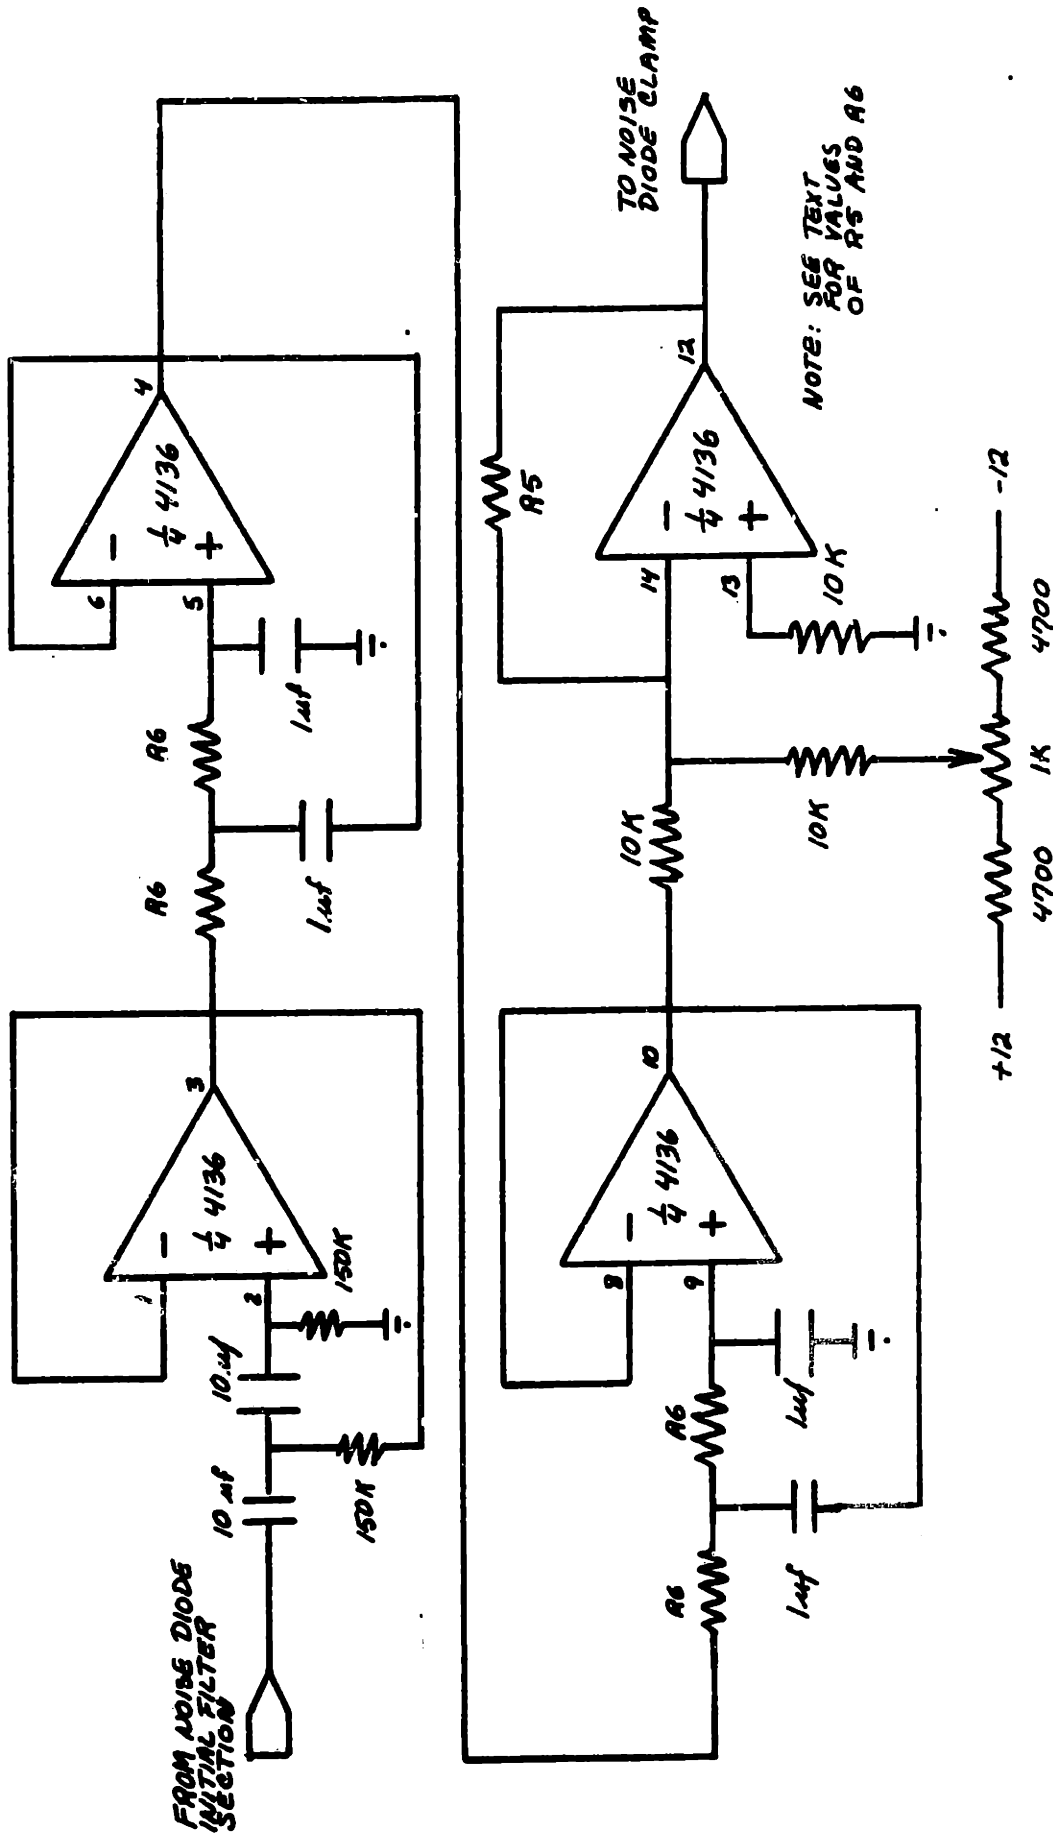 FROM NOISE DIODE
INITIAL FILTER
SECTION
10 uf
10 uf
150K
150K
1
2
3
1/4 4136
-
+
R6
R6
1uf
1uf
6
5
4
1/4 4136
-
+
R6
R6
1uf
1uf
8
9
10
1/4 4136
-
+
10K
10K
10K
R5
14
13
12
1/4 4136
-
+
TO NOISE
DIODE CLAMP
+12
4700
1K
4700
-12
NOTE: SEE TEXT
FOR VALUES
OF R5 AND R6